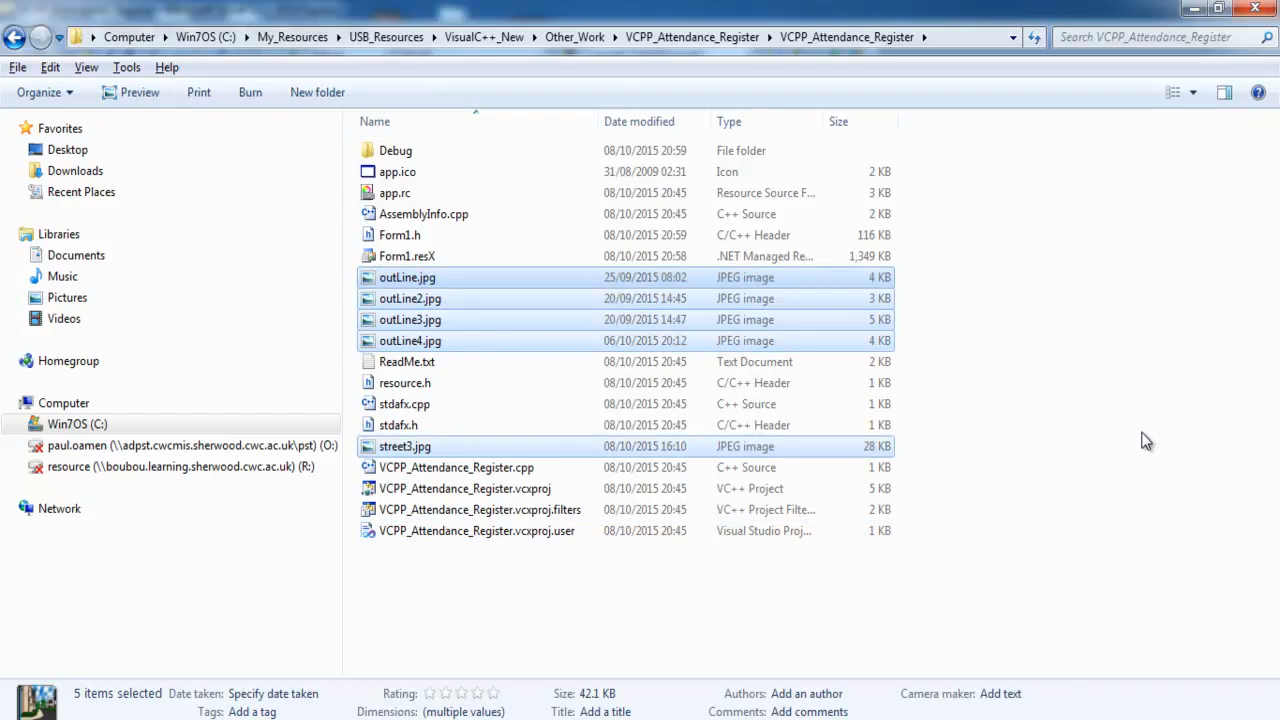 Computer Win7OS (C:) My_Resources USB_Resources VisualC++_New Other_Work VCPP_Attendance_Register VCPP_Attendance_Register Search VCPP_Attendance_Register
File Edit View Tools Help
Organize Preview Print Burn New folder
Name Date modified Type Size
Favorites
Desktop
Downloads
Recent Places
Libraries
Documents
Music
Pictures
Videos
Homegroup
Computer
Win7OS (C:)
paul.oamen (\\adpst.cwcmis.sherwood.cwc.ac.uk\pst) (O:)
resource (\\boubou.learning.sherwood.cwc.ac.uk) (R:)
Network
Debug 08/10/2015 20:59 File folder
app.ico 31/08/2009 02:31 Icon 2 KB
app.rc 08/10/2015 20:45 Resource Source F... 3 KB
AssemblyInfo.cpp 08/10/2015 20:45 C++ Source 2 KB
Form1.h 08/10/2015 20:59 C/C++ Header 116 KB
Form1.resX 08/10/2015 20:58 .NET Managed Re... 1,349 KB
outLine.jpg 25/09/2015 08:02 JPEG image 4 KB
outLine2.jpg 20/09/2015 14:45 JPEG image 3 KB
outLine3.jpg 20/09/2015 14:47 JPEG image 5 KB
outLine4.jpg 06/10/2015 20:12 JPEG image 4 KB
ReadMe.txt 08/10/2015 20:45 Text Document 2 KB
resource.h 08/10/2015 20:45 C/C++ Header 1 KB
stdafx.cpp 08/10/2015 20:45 C++ Source 1 KB
stdafx.h 08/10/2015 20:45 C/C++ Header 1 KB
street3.jpg 08/10/2015 16:10 JPEG image 28 KB
VCPP_Attendance_Register.cpp 08/10/2015 20:45 C++ Source 1 KB
VCPP_Attendance_Register.vcxproj 08/10/2015 20:45 VC++ Project 5 KB
VCPP_Attendance_Register.vcxproj.filters 08/10/2015 20:45 VC++ Project Filte... 2 KB
VCPP_Attendance_Register.vcxproj.user 08/10/2015 20:45 Visual Studio Proj... 1 KB
5 items selected Date taken: Specify date taken Rating: Size: 42.1 KB Authors: Add an author Camera maker: Add text
Tags: Add a tag Dimensions: (multiple values) Title: Add a title Comments: Add comments